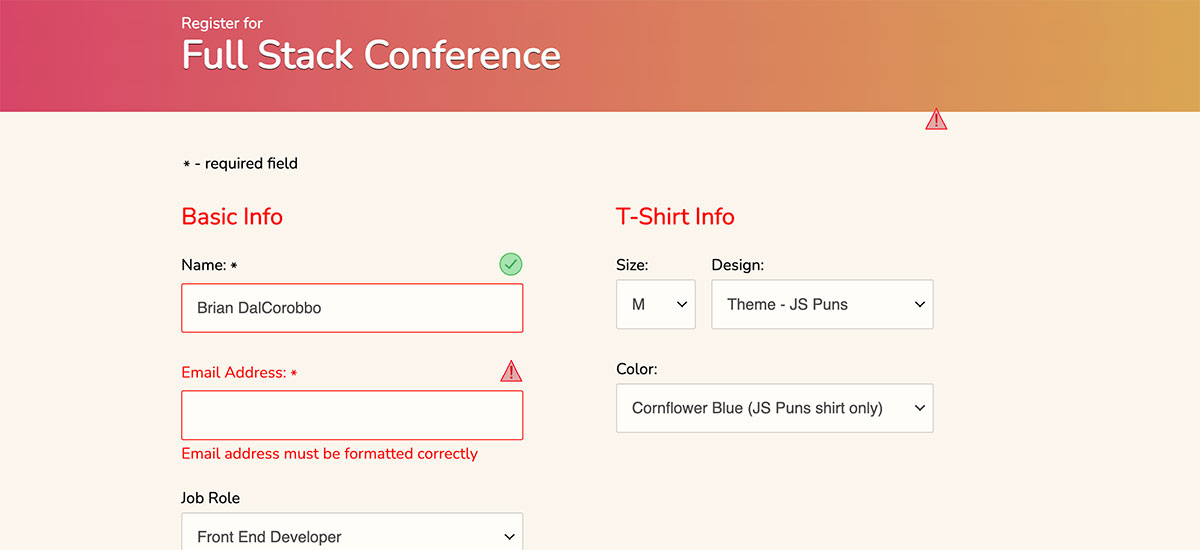 Register for
Full Stack Conference
* - required field
Basic Info
Name: *
Brian DalCorobbo
Email Address: *
Email address must be formatted correctly
Job Role
Front End Developer
T-Shirt Info
Size:
Design:
M
Theme - JS Puns
Color:
Cornflower Blue (JS Puns shirt only)